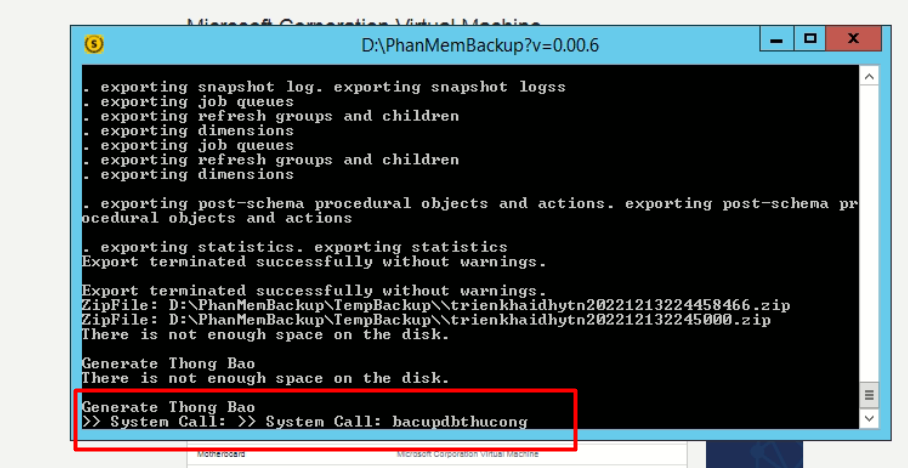 Microsoft Corporation Virtual Machine
D:\PhanMemBackup?v=0.00.6
. exporting snapshot log. exporting snapshot logss
. exporting job queues
. exporting refresh groups and children
. exporting dimensions
. exporting job queues
. exporting refresh groups and children
. exporting dimensions
. exporting post-schema procedural objects and actions. exporting post-schema pr
ocedural objects and actions
. exporting statistics. exporting statistics
Export terminated successfully without warnings.
Export terminated successfully without warnings.
ZipFile: D:\PhanMemBackup\TempBackup\\trienkhaidhytn20221213224458466.zip
ZipFile: D:\PhanMemBackup\TempBackup\\trienkhaidhytn202212132245000.zip
There is not enough space on the disk.
Generate Thong Bao
There is not enough space on the disk.
Generate Thong Bao
>> System Call: >> System Call: bacupdbthucong
Motherboard Microsoft Corporation Virtual Machine